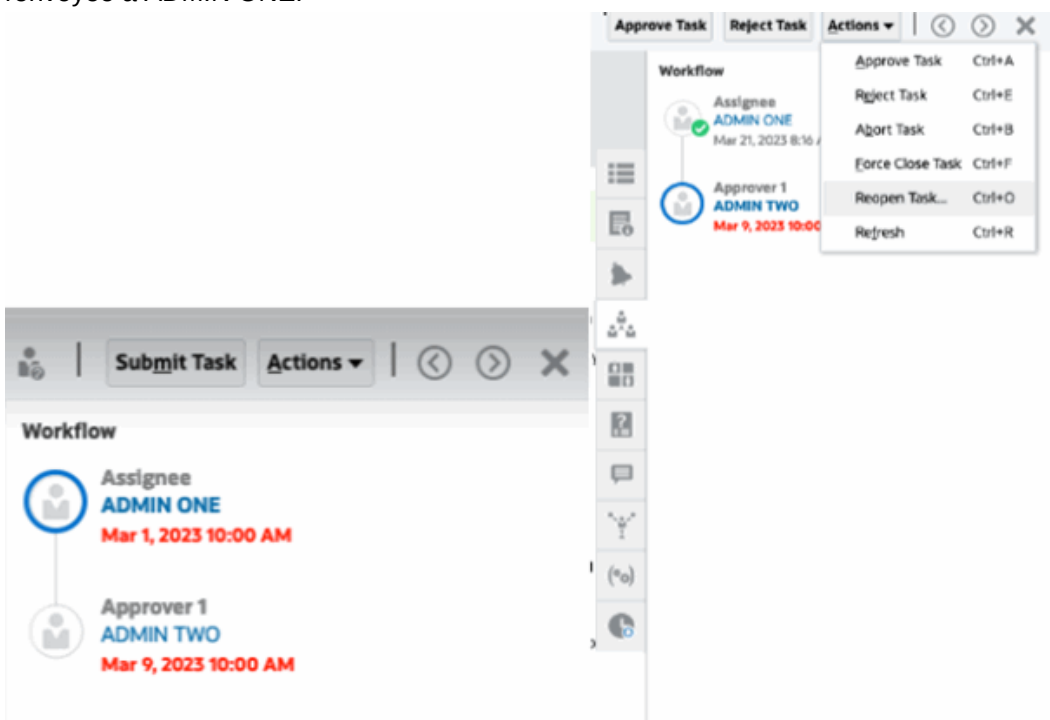 renvoyée à ADMIN ONE.
Approve Task Reject Task Actions
Workflow
Assignee
ADMIN ONE
Mar 21, 2023 8:16
Approver 1
ADMIN TWO
Mar 9, 2023 10:00
Approve Task Ctrl+A
Reject Task Ctrl+E
Abort Task Ctrl+B
Force Close Task Ctrl+F
Reopen Task... Ctrl+O
Refresh Ctrl+R
Submit Task Actions
Workflow
Assignee
ADMIN ONE
Mar 1, 2023 10:00 AM
Approver 1
ADMIN TWO
Mar 9, 2023 10:00 AM